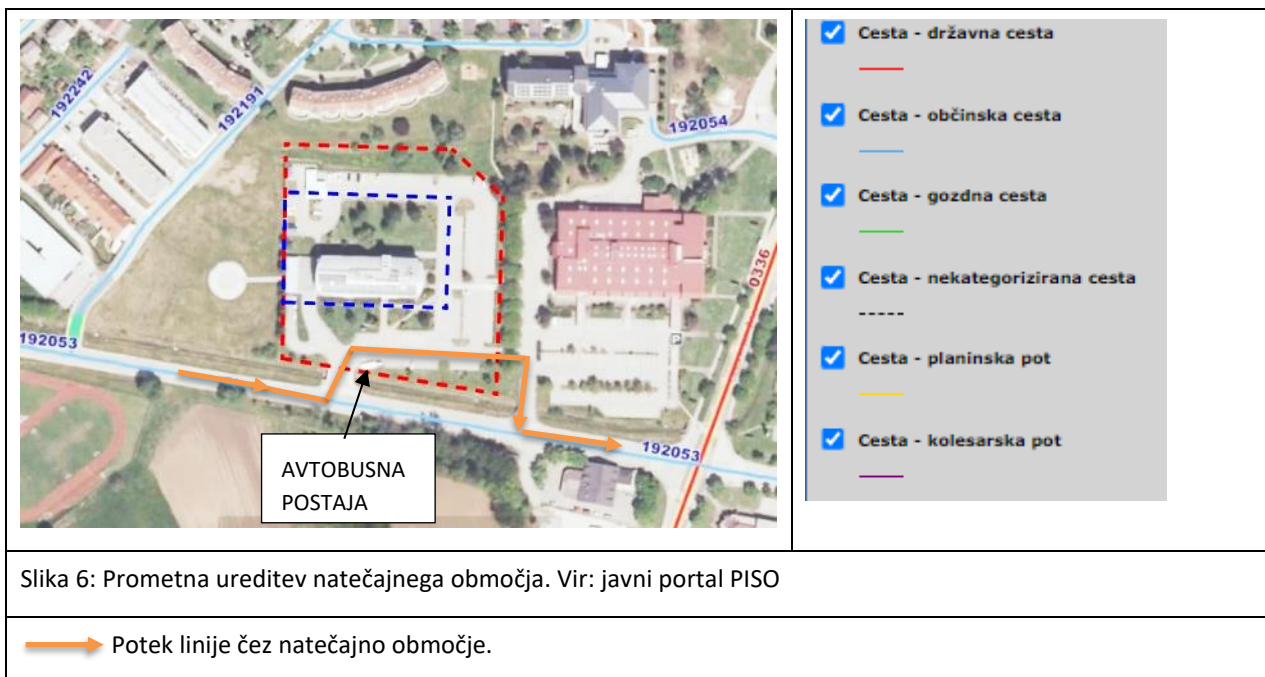 192242
192191
192054
0336
192053
192053
P
AVTOBUSNA
POSTAJA
Cesta - državna cesta
Cesta - občinska cesta
Cesta - gozdna cesta
Cesta - nekategorizirana cesta
Cesta - planinska pot
Cesta - kolesarska pot
Slika 6: Prometna ureditev natečajnega območja. Vir: javni portal PISO
Potek linije čez natečajno območje.